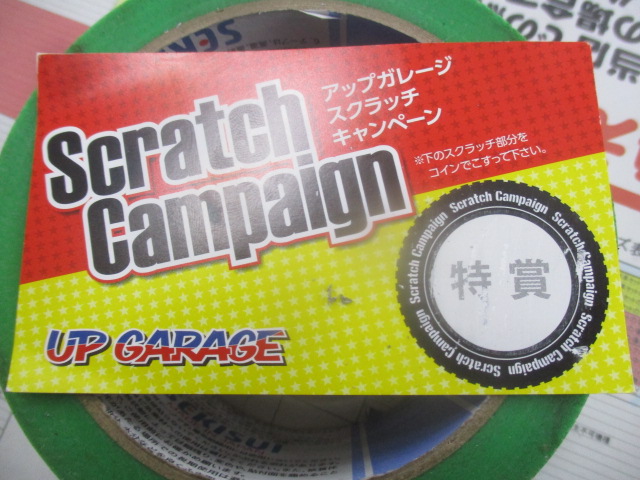 SEKI
Scratch
Campaign
アップガレージ
スクラッチ
キャンペーン
※下のスクラッチ部分を
コインでこすって下さい。
Scratch Campaign Scratch Campaign Scratch Campaign Scratch Campaign
特賞
UP GARAGE
sekisui